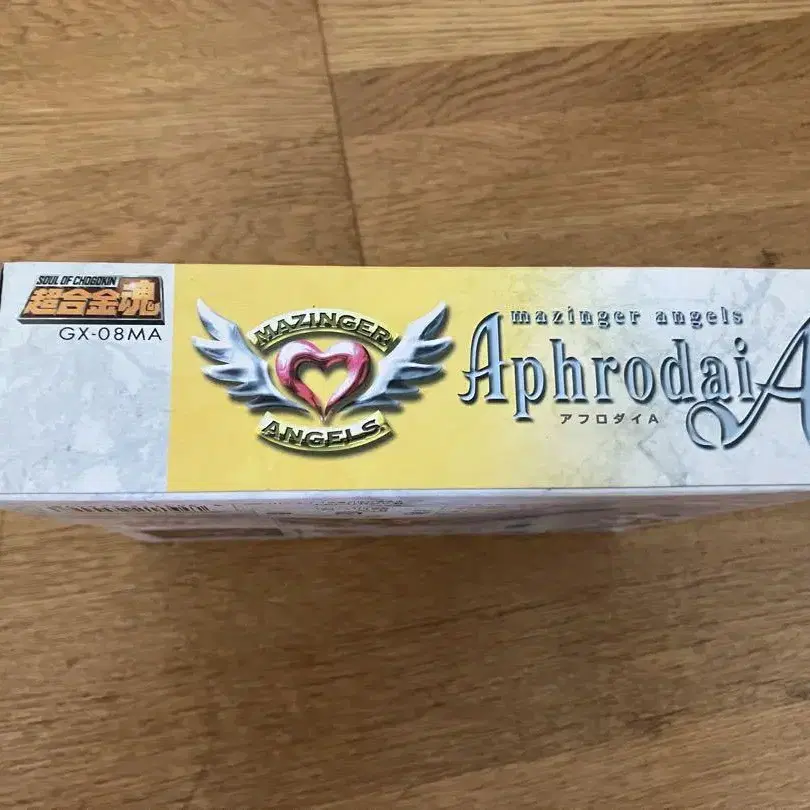 SOUL OF CHOGOKIN
超合金魂
GX-08MA
MAZINGER
ANGELS
mazinger angels
Aphrodai A
アフロダイA